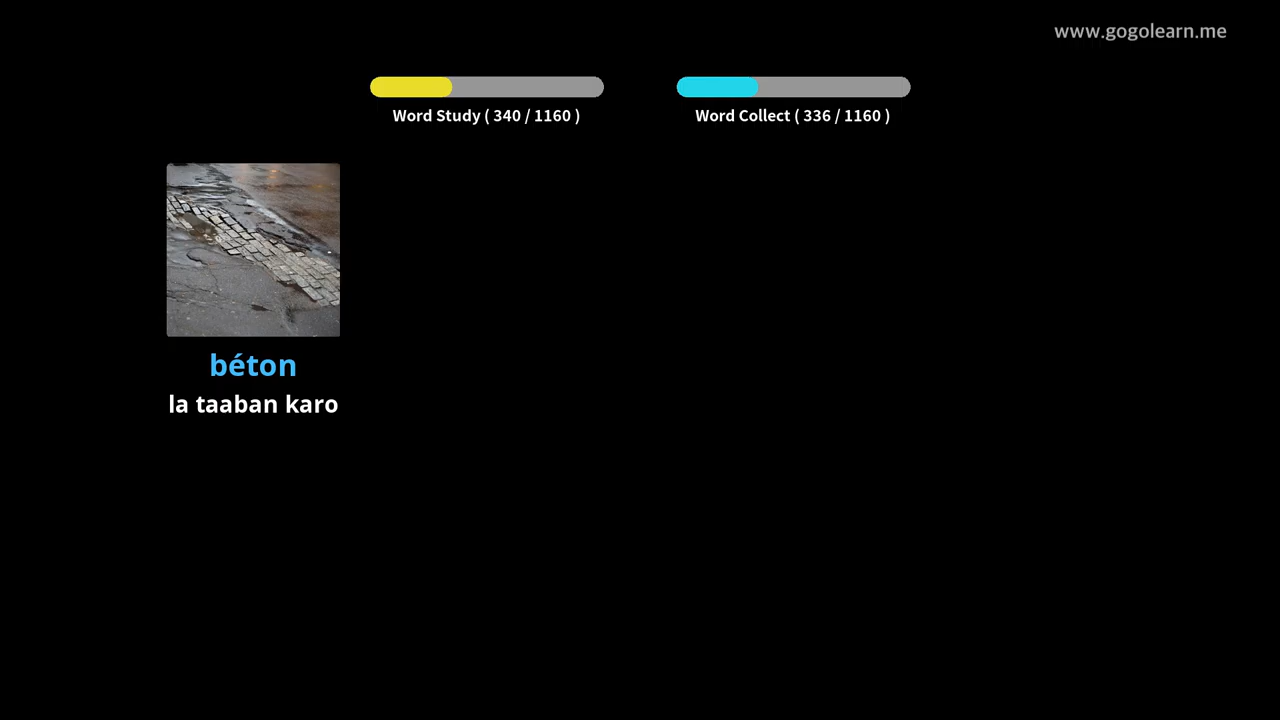 www.gogolearn.me
Word Study ( 340 / 1160 )
Word Collect ( 336 / 1160 )
béton
la taaban karo